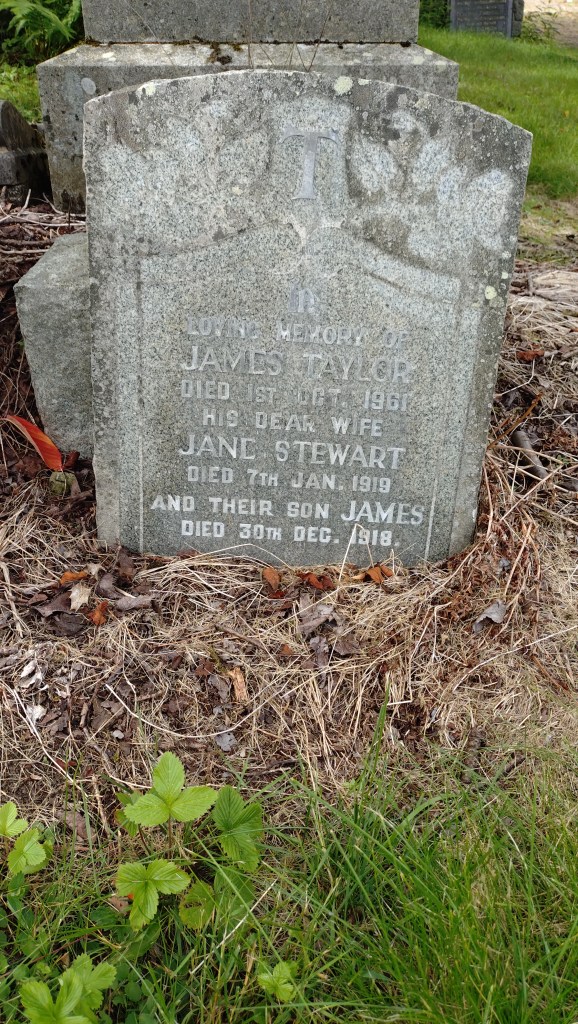 T
IN
LOVING MEMORY OF
JAMES TAYLOR
DIED 1ST OCT. 1961
HIS DEAR WIFE
JANE STEWART
DIED 7TH JAN. 1919
AND THEIR SON JAMES
DIED 30TH DEC. 1918.